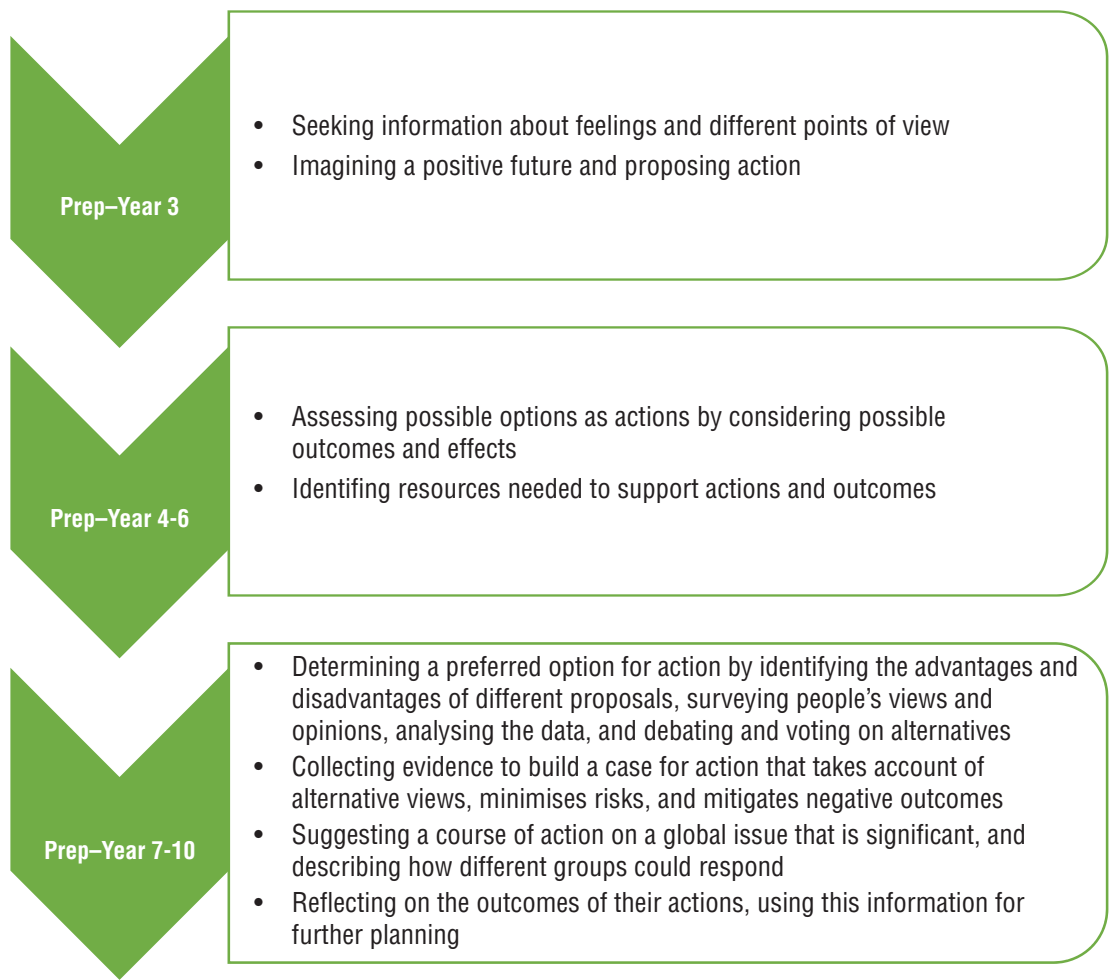 Prep–Year 3
• Seeking information about feelings and different points of view
• Imagining a positive future and proposing action
Prep–Year 4-6
• Assessing possible options as actions by considering possible
outcomes and effects
• Identifing resources needed to support actions and outcomes
Prep–Year 7-10
• Determining a preferred option for action by identifying the advantages and
disadvantages of different proposals, surveying people’s views and
opinions, analysing the data, and debating and voting on alternatives
• Collecting evidence to build a case for action that takes account of
alternative views, minimises risks, and mitigates negative outcomes
• Suggesting a course of action on a global issue that is significant, and
describing how different groups could respond
• Reflecting on the outcomes of their actions, using this information for
further planning